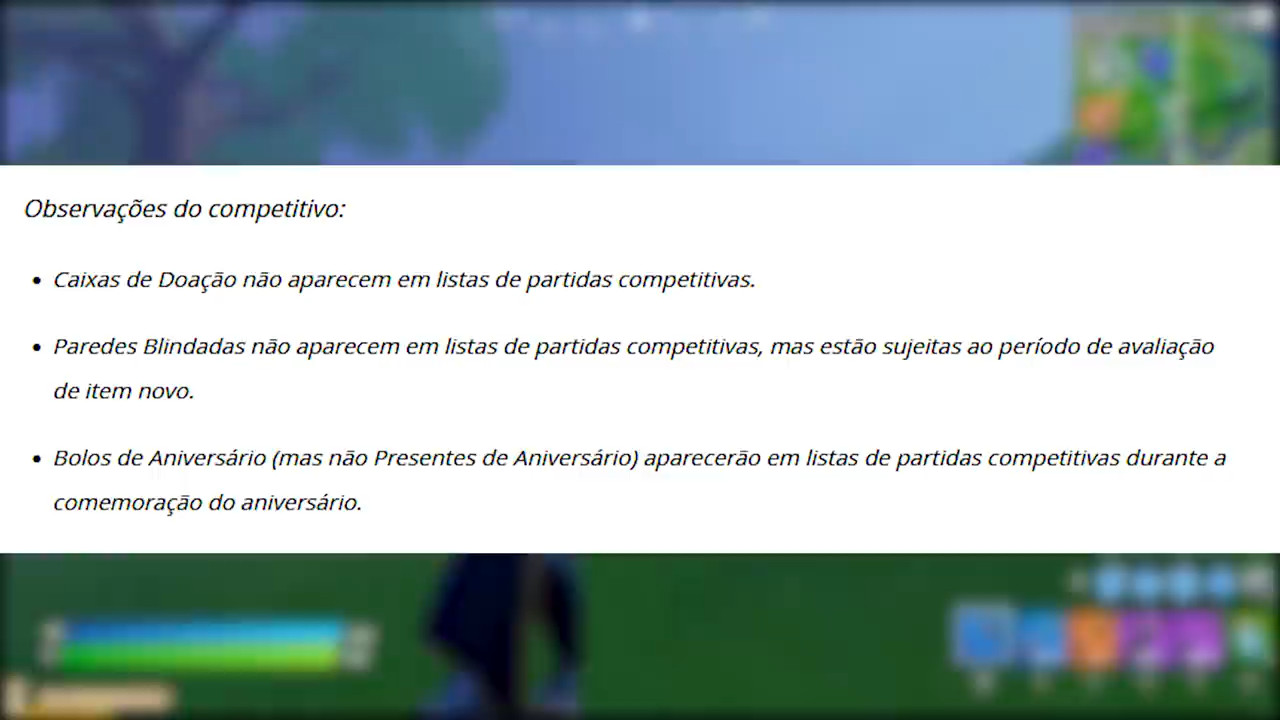 Observações do competitivo:
• Caixas de Doação não aparecem em listas de partidas competitivas.
• Paredes Blindadas não aparecem em listas de partidas competitivas, mas estão sujeitas ao período de avaliação
de item novo.
• Bolos de Aniversário (mas não Presentes de Aniversário) aparecerão em listas de partidas competitivas durante a
comemoração do aniversário.